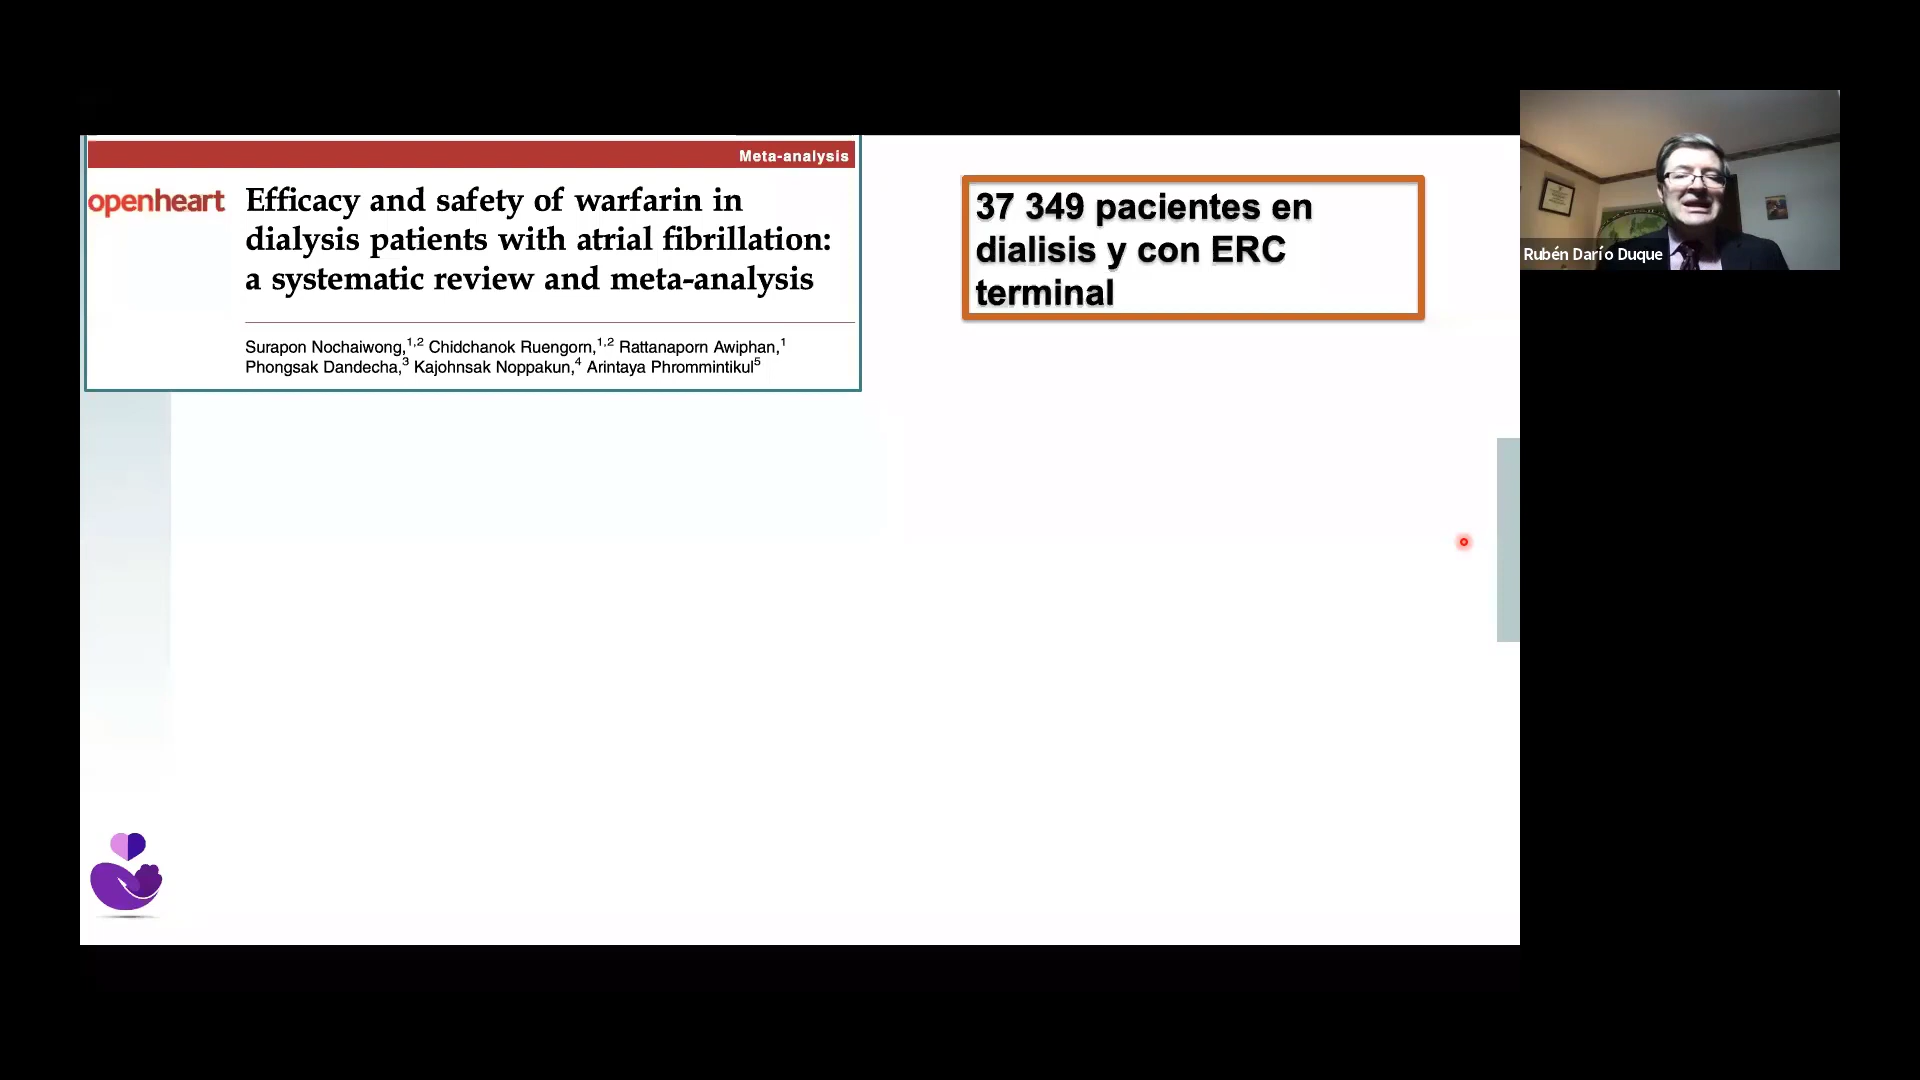 Meta-analysis
openheart
Efficacy and safety of warfarin in
dialysis patients with atrial fibrillation:
a systematic review and meta-analysis
Surapon Nochaiwong,1,2 Chidchanok Ruengorn,1,2 Rattanaporn Awiphan,1
Phongsak Dandecha,3 Kajohnsak Noppakun,4 Arintaya Phrommintikul5
37 349 pacientes en
dialisis y con ERC
terminal
Rubén Darío Duque